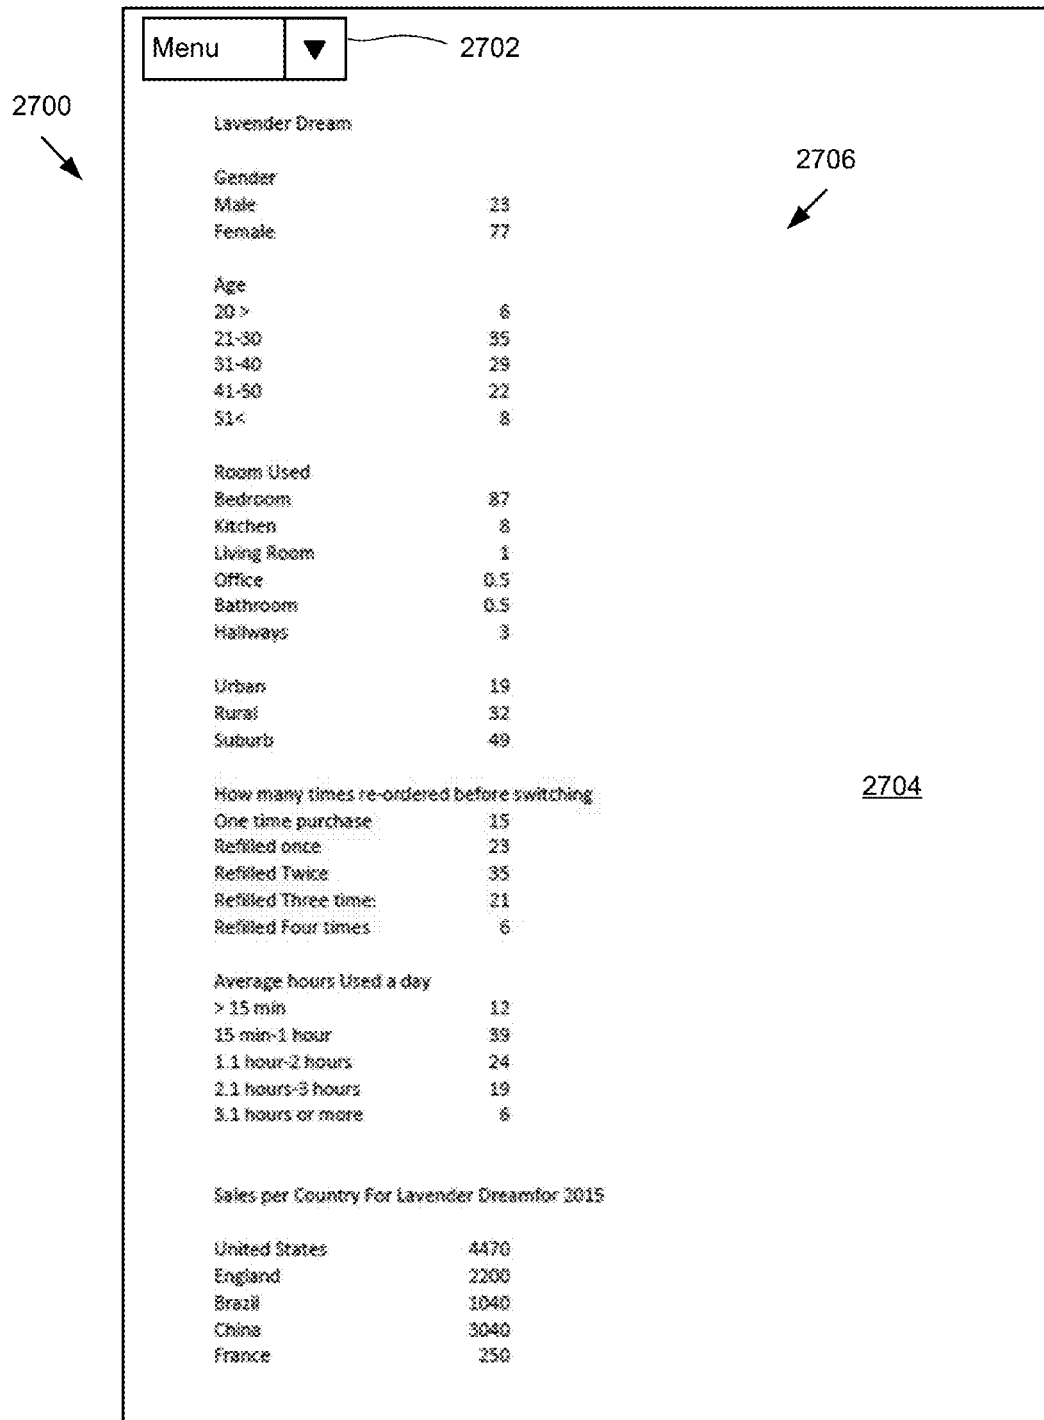 Menu ▼ 2702
2700
Lavender Dream
2706
Gender
Male 23
Female 77
Age
20 > 6
21-30 35
31-40 29
41-50 22
51< 8
Room Used
Bedroom 87
Kitchen 8
Living Room 1
Office 0.5
Bathroom 0.5
Hallways 3
Urban 19
Rural 32
Suburb 49
2704
How many times re-ordered before switching
One time purchase 15
Refilled once 23
Refilled Twice 35
Refilled Three time: 21
Refilled Four times 6
Average hours Used a day
> 15 min 12
15 min-1 hour 39
1.1 hour-2 hours 24
2.1 hours-3 hours 19
3.1 hours or more 6
Sales per Country For Lavender Dreamfor 2015
United States 4470
England 2200
Brazil 1040
China 3040
France 250